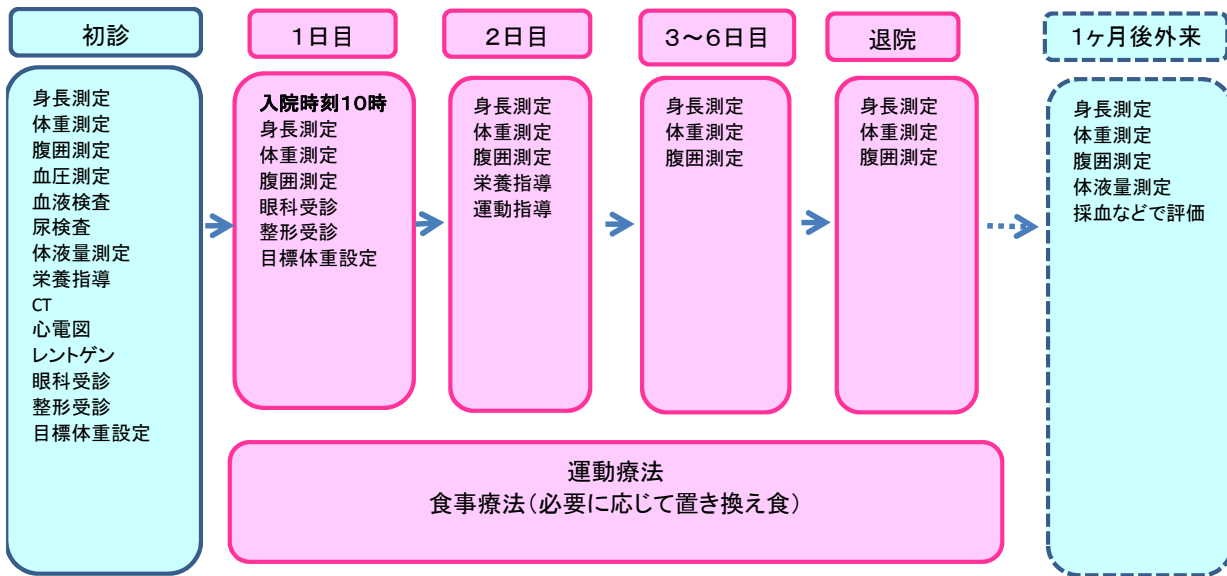 初診
身長測定
体重測定
腹囲測定
血圧測定
血液検査
尿検査
体液量測定
栄養指導
CT
心電図
レントゲン
眼科受診
整形受診
目標体重設定
1日目
入院時刻10時
身長測定
体重測定
腹囲測定
眼科受診
整形受診
目標体重設定
2日目
身長測定
体重測定
腹囲測定
栄養指導
運動指導
3～6日目
身長測定
体重測定
腹囲測定
退院
身長測定
体重測定
腹囲測定
運動療法
食事療法(必要に応じて置き換え食)
1ヶ月後外来
身長測定
体重測定
腹囲測定
体液量測定
採血などで評価